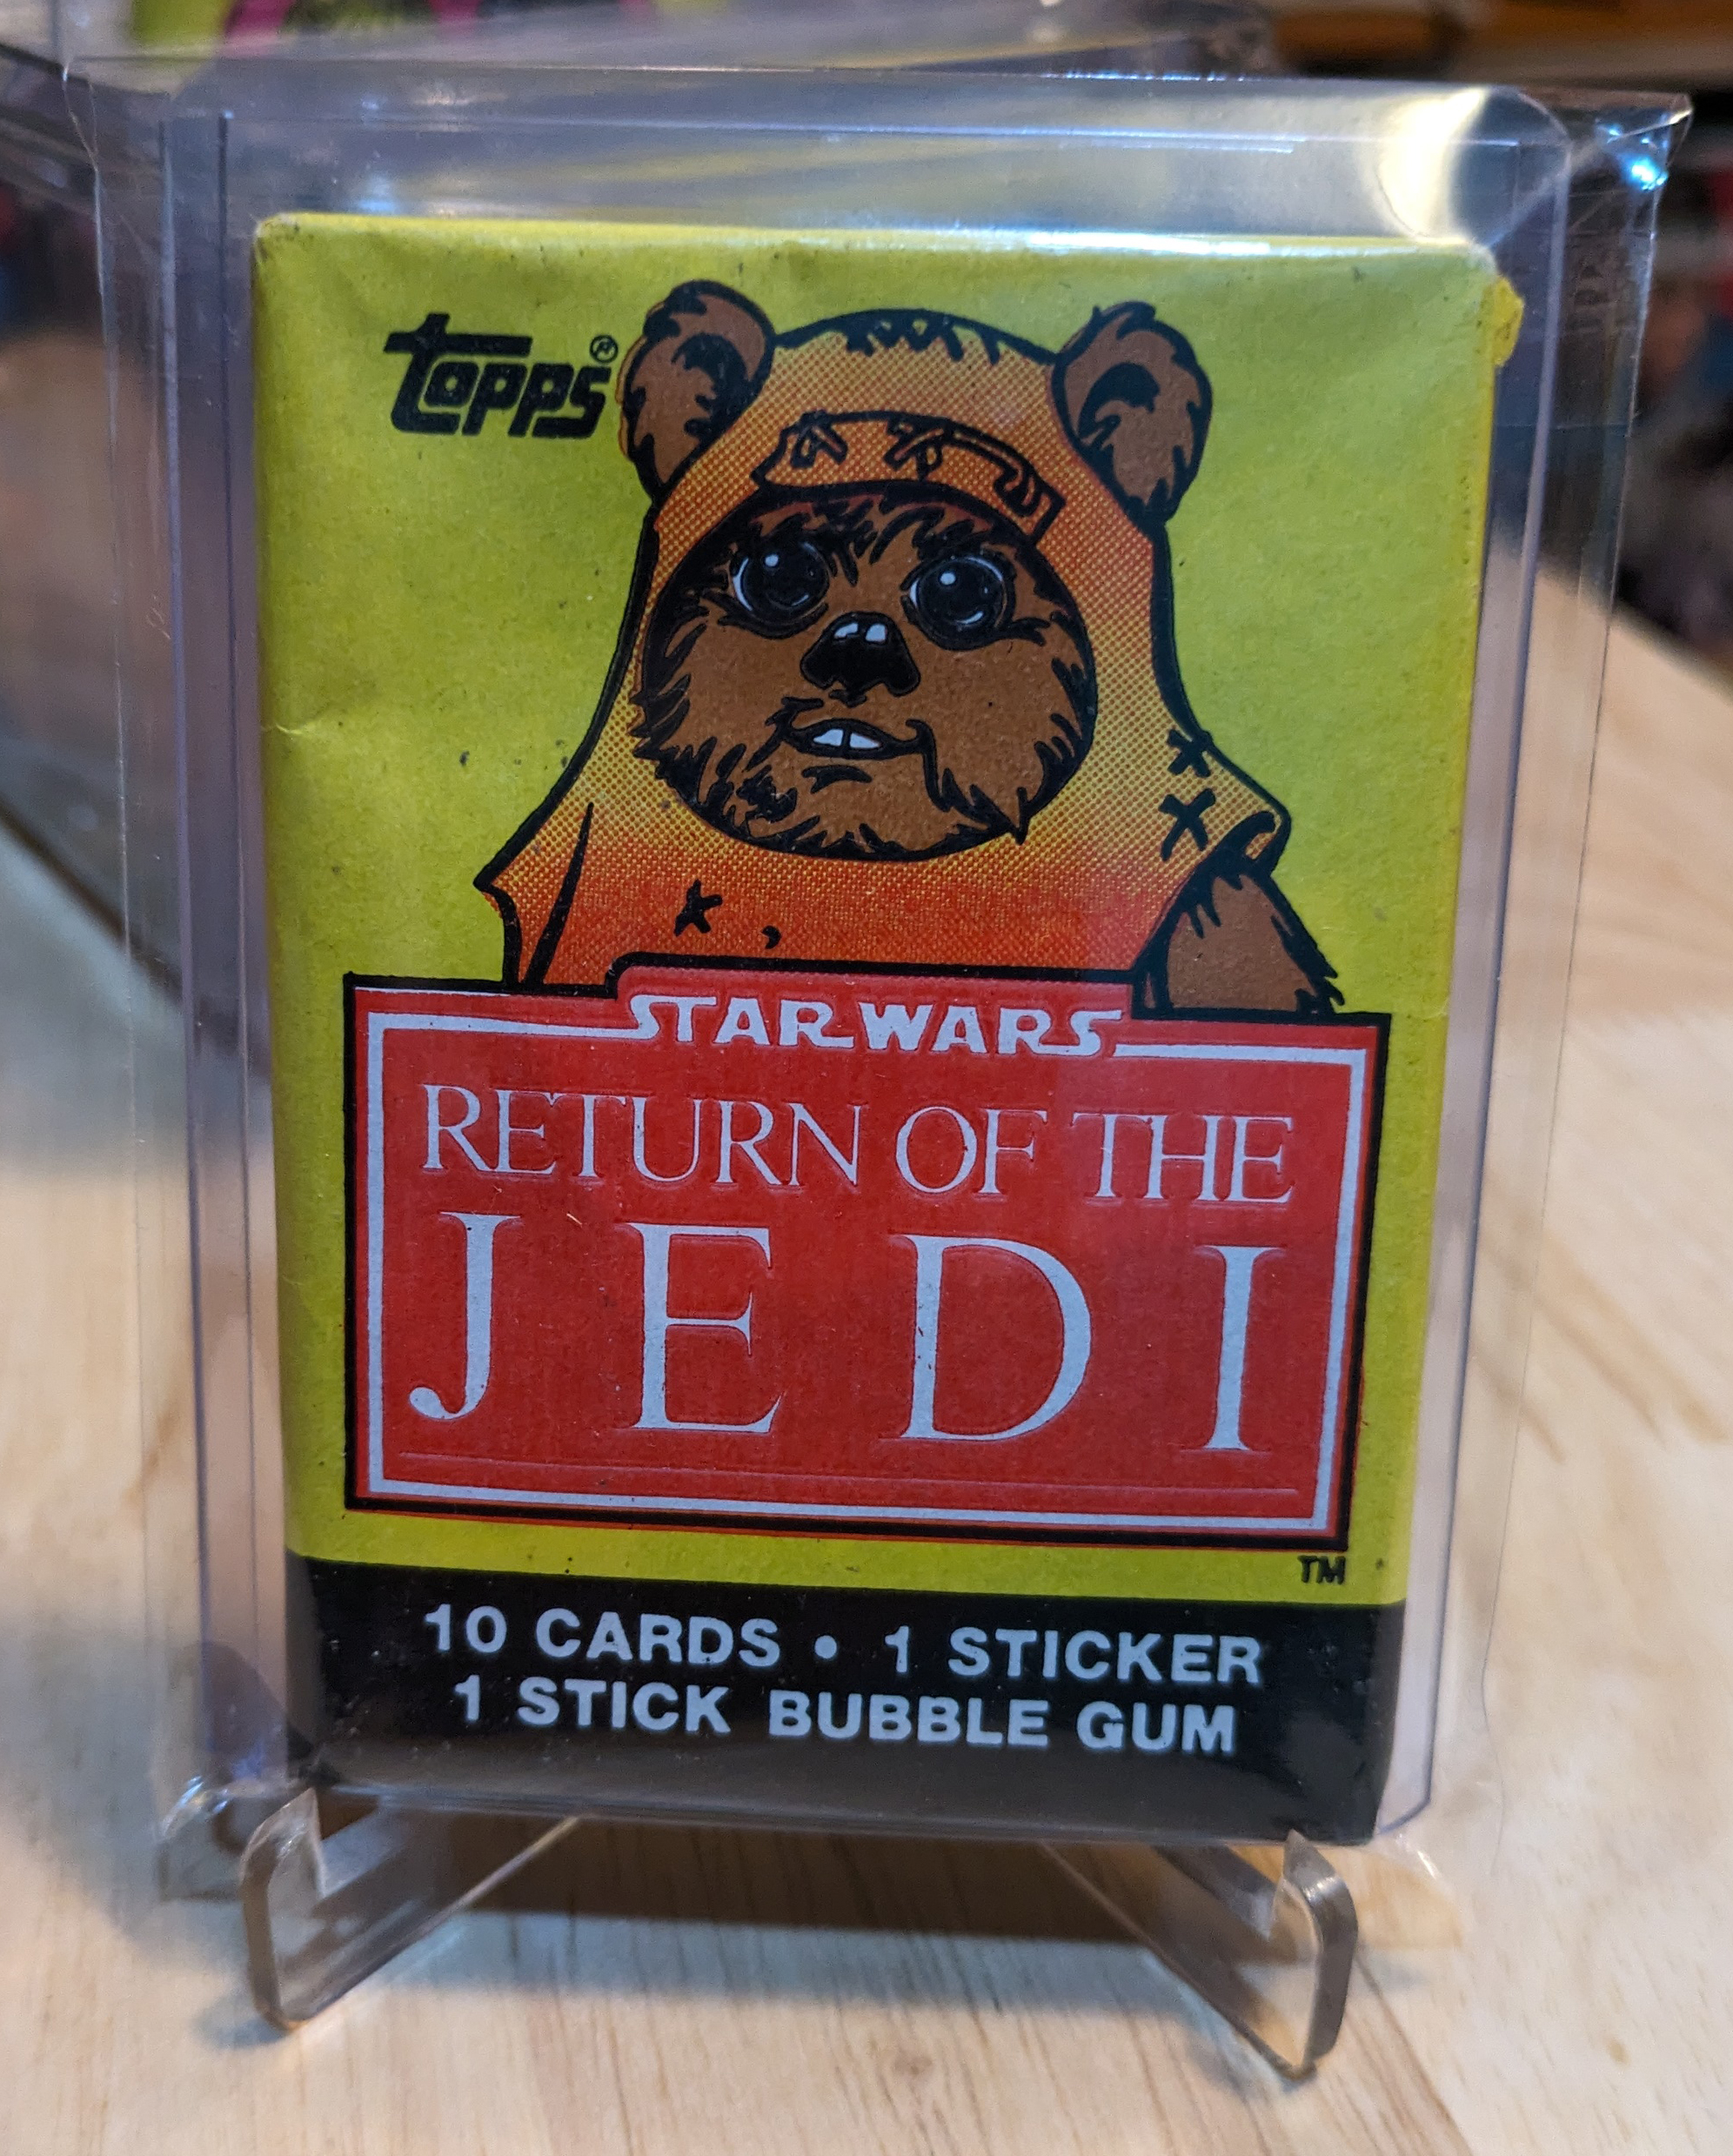 Topps®
STAR WARS
RETURN OF THE
JEDI
TM
10 CARDS • 1 STICKER
1 STICK BUBBLE GUM